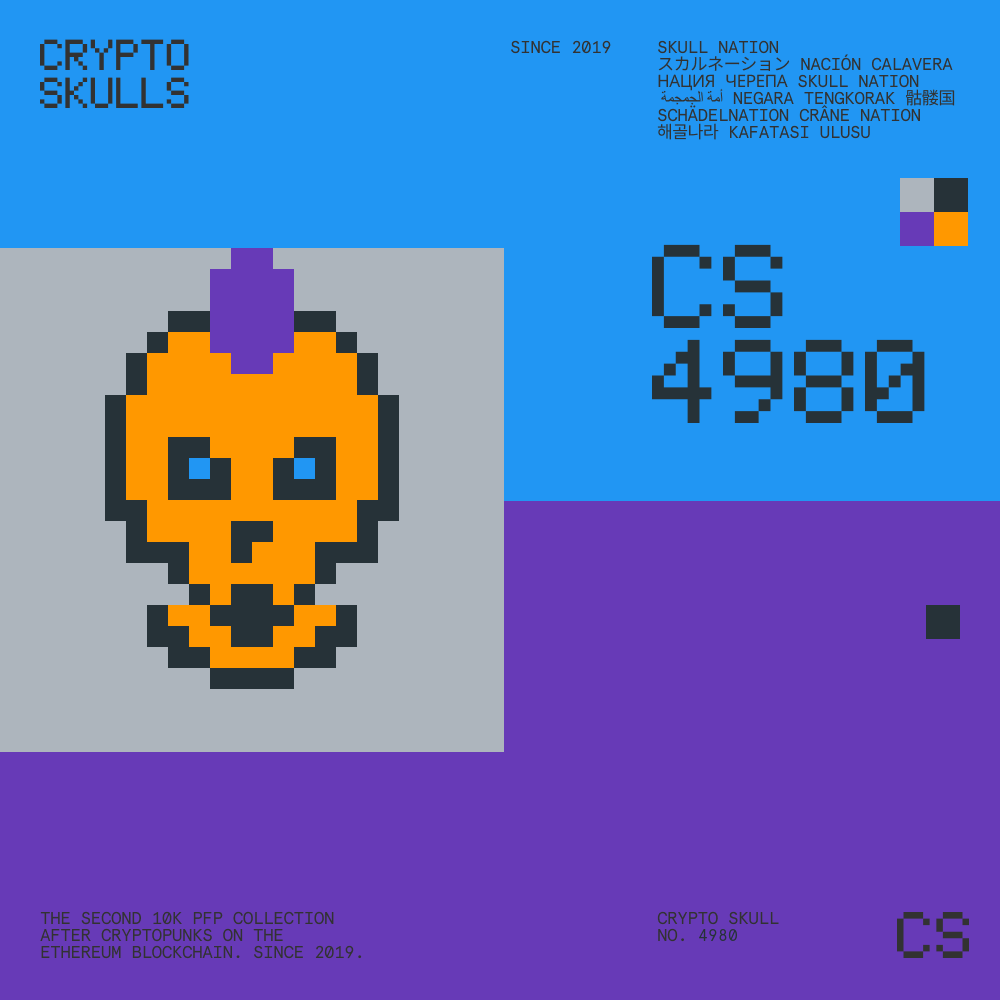 CRYPTO
SKULLS
SINCE 2019
SKULL NATION
スカルネーション NACIÓN CALAVERA
НАЦИЯ ЧЕРЕПА SKULL NATION
أمة الجمجمة NEGARA TENGKORAK 骷髅国
SCHÄDELNATION CRÂNE NATION
해골나라 KAFATASI ULUSU
CS
4980
THE SECOND 10K PFP COLLECTION
AFTER CRYPTOPUNKS ON THE
ETHEREUM BLOCKCHAIN. SINCE 2019.
CRYPTO SKULL
NO. 4980
CS